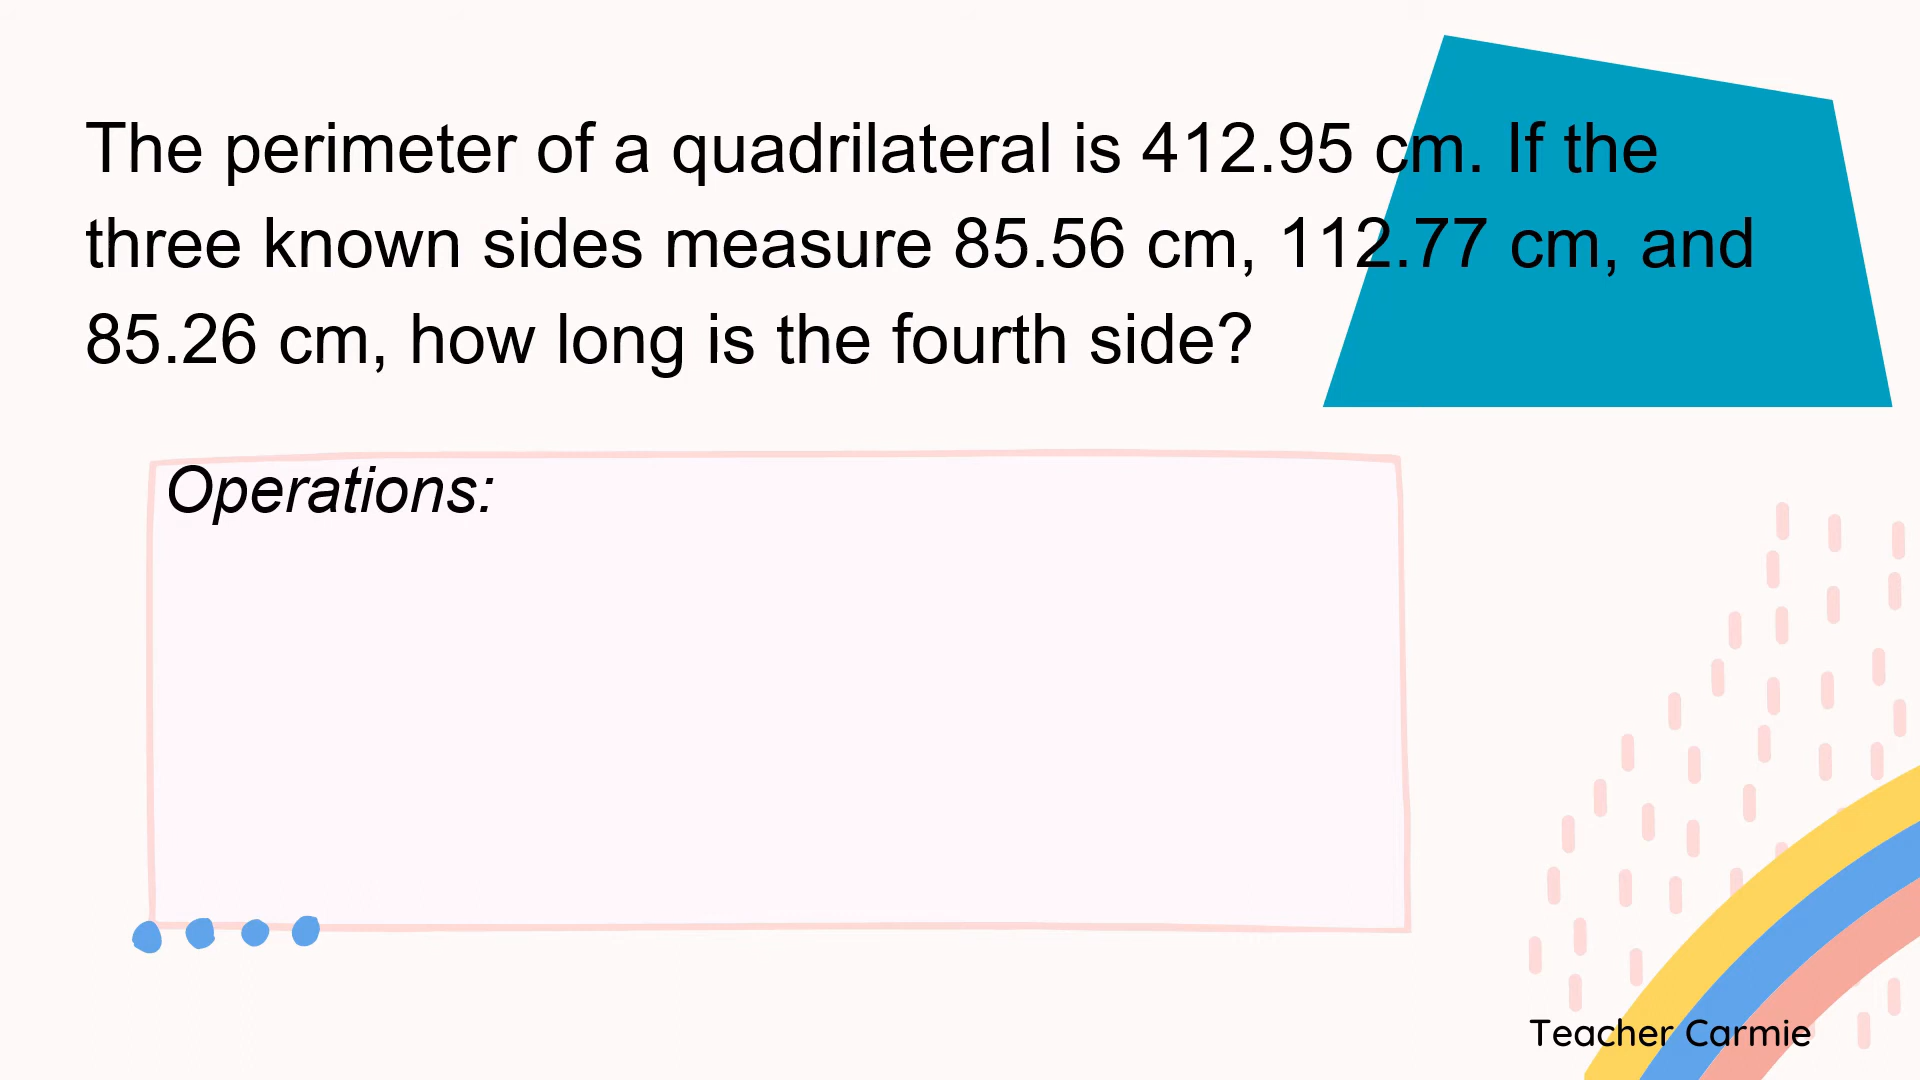 The perimeter of a quadrilateral is 412.95 cm. If the
three known sides measure 85.56 cm, 112.77 cm, and
85.26 cm, how long is the fourth side?
Operations:
Teacher Carmie